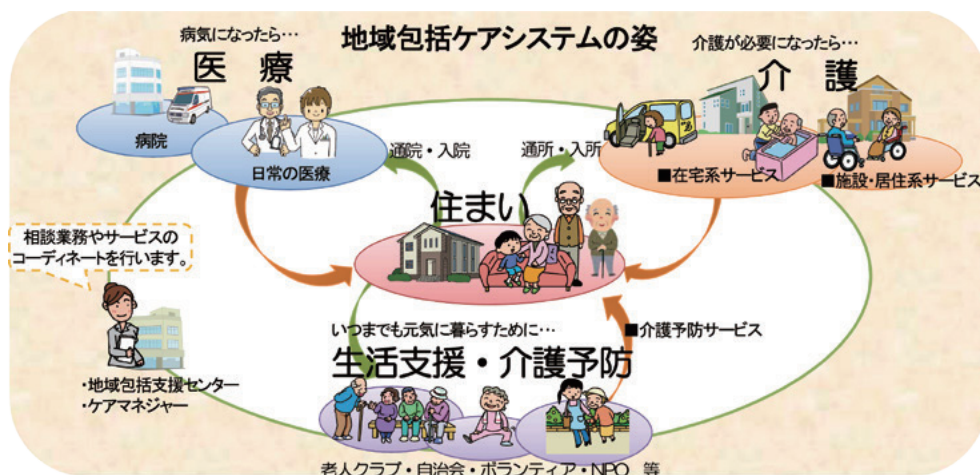 地域包括ケアシステムの姿
病気になったら…
医 療
病院
日常の医療
通院・入院
介護が必要になったら…
介 護
通所・入所
■在宅系サービス
■施設・居住系サービス
住まい
相談業務やサービスの
コーディネートを行います。
・地域包括支援センター
・ケアマネジャー
いつまでも元気に暮らすために…
生活支援・介護予防
■介護予防サービス
老人クラブ・自治会・ボランティア・NPO 等